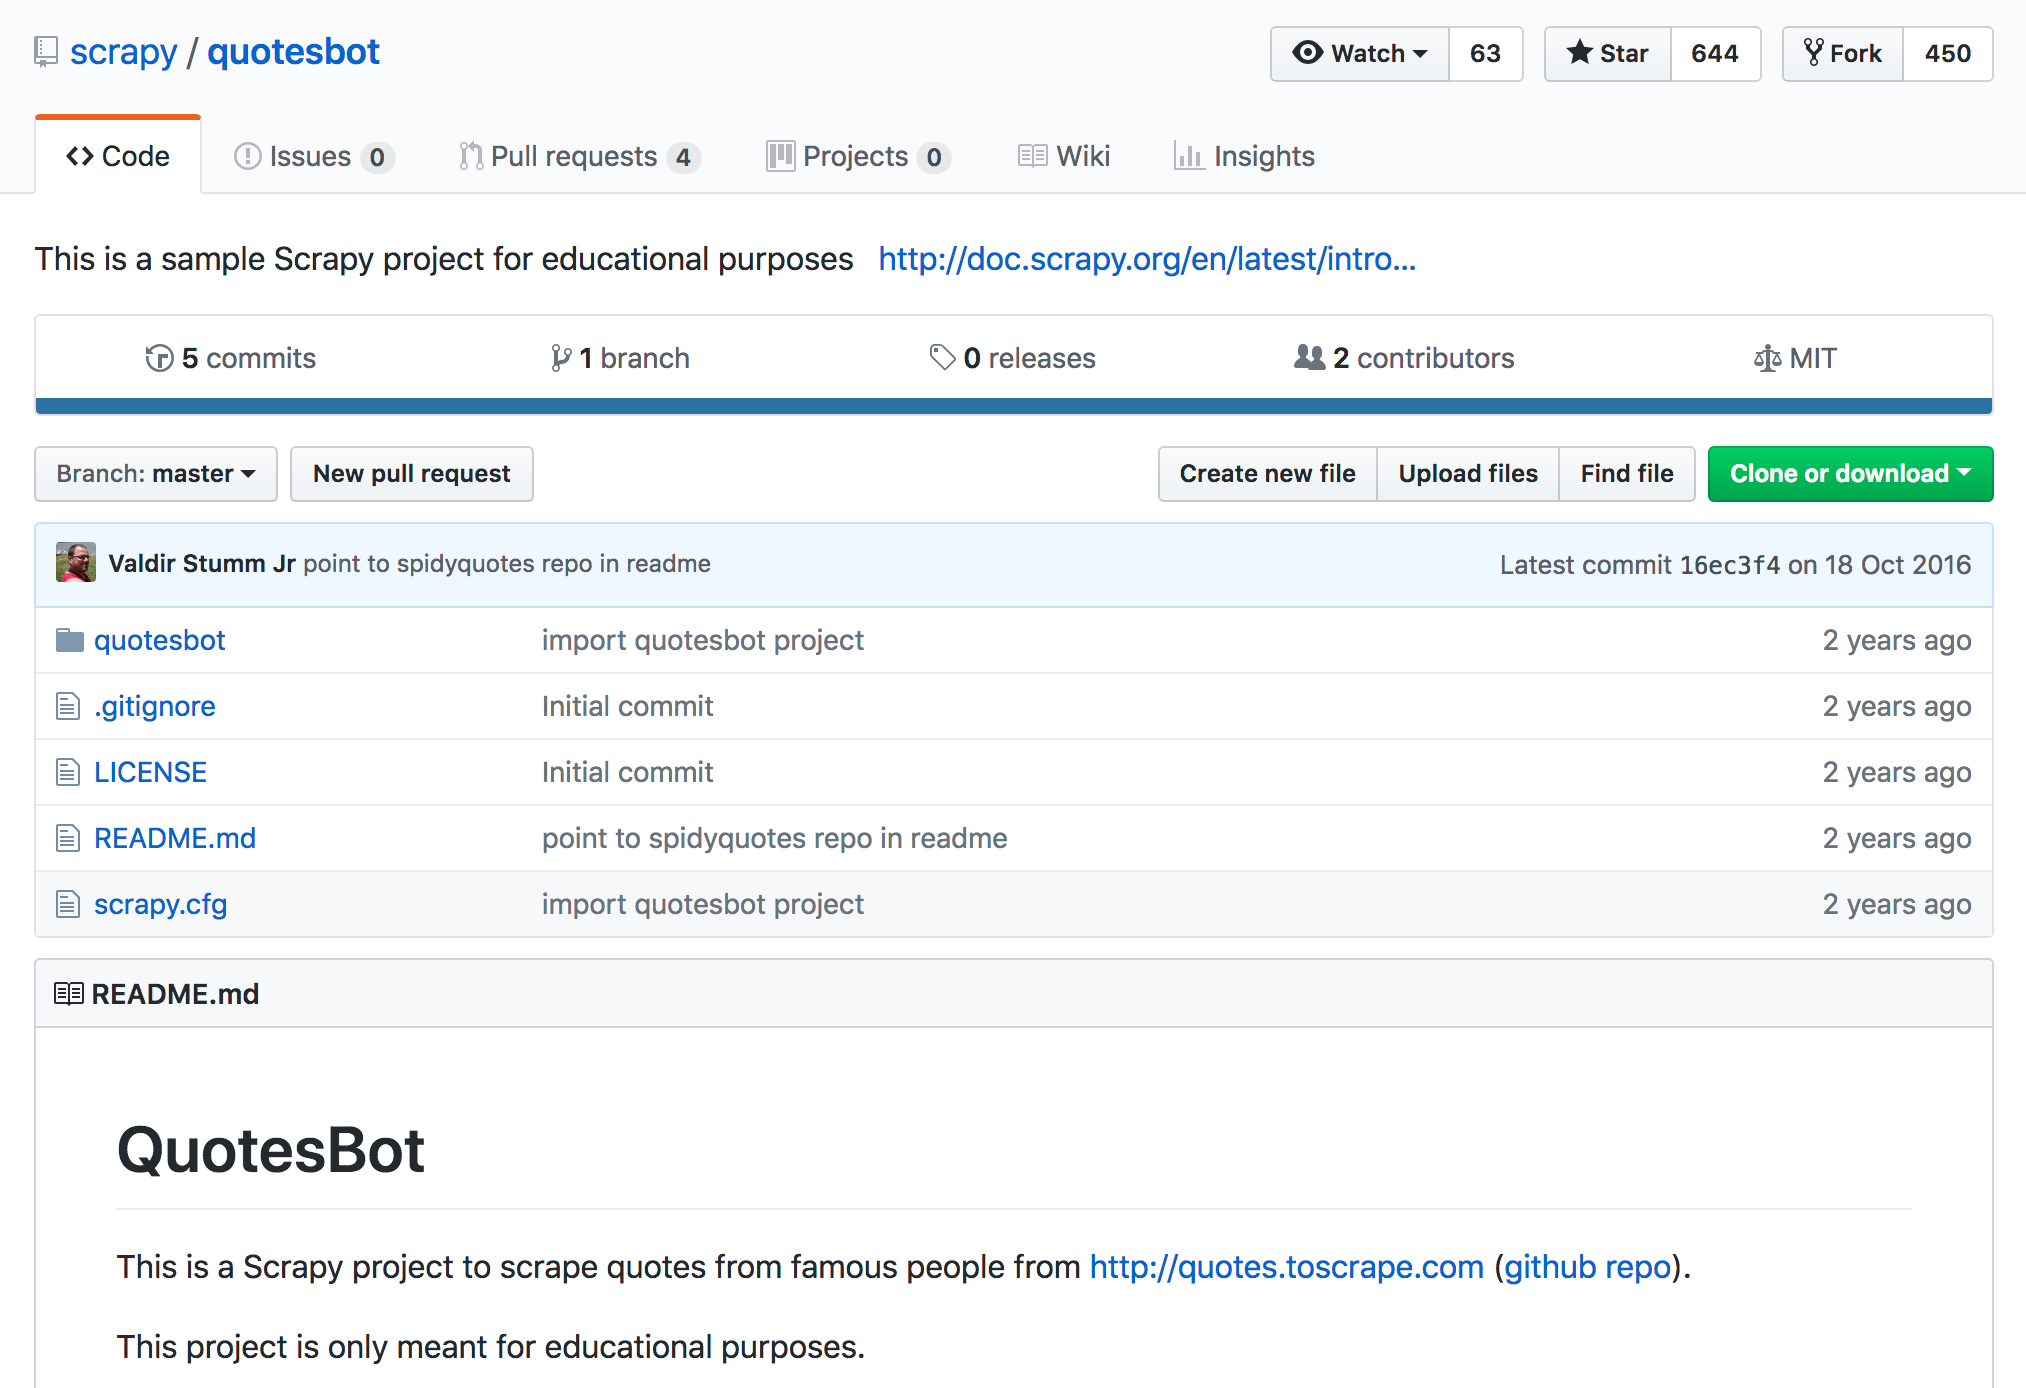 scrapy / quotesbot
Watch 63 Star 644 Fork 450
Code Issues 0 Pull requests 4 Projects 0 Wiki Insights
This is a sample Scrapy project for educational purposes http://doc.scrapy.org/en/latest/intro...
5 commits 1 branch 0 releases 2 contributors MIT
Branch: master New pull request Create new file Upload files Find file Clone or download
Valdir Stumm Jr point to spidyquotes repo in readme Latest commit 16ec3f4 on 18 Oct 2016
quotesbot import quotesbot project 2 years ago
.gitignore Initial commit 2 years ago
LICENSE Initial commit 2 years ago
README.md point to spidyquotes repo in readme 2 years ago
scrapy.cfg import quotesbot project 2 years ago
README.md
QuotesBot
This is a Scrapy project to scrape quotes from famous people from http://quotes.toscrape.com (github repo).
This project is only meant for educational purposes.